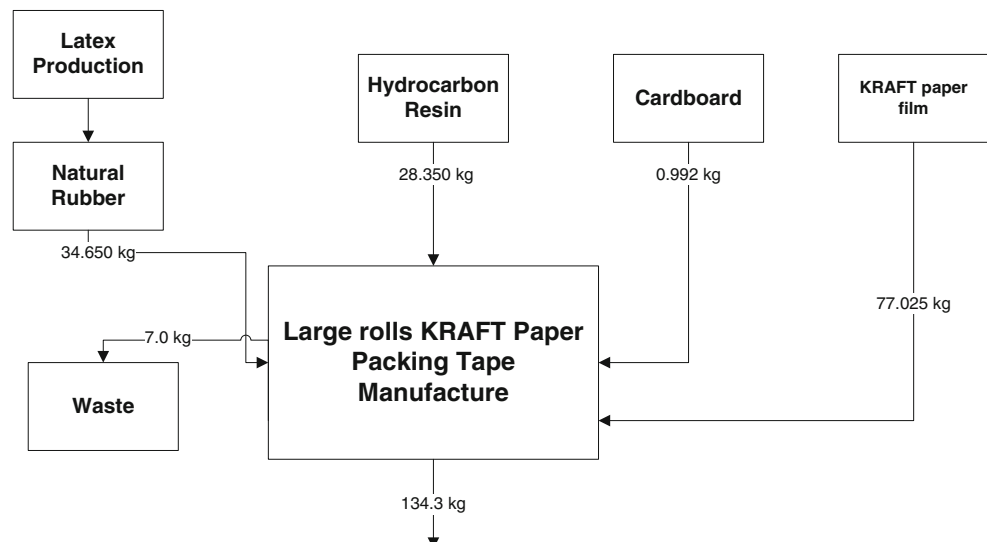 Latex
Production
Hydrocarbon
Resin
Cardboard
KRAFT paper
film
Natural
Rubber
28.350 kg
0.992 kg
34.650 kg
77.025 kg
Large rolls KRAFT Paper
Packing Tape
Manufacture
7.0 kg
Waste
134.3 kg